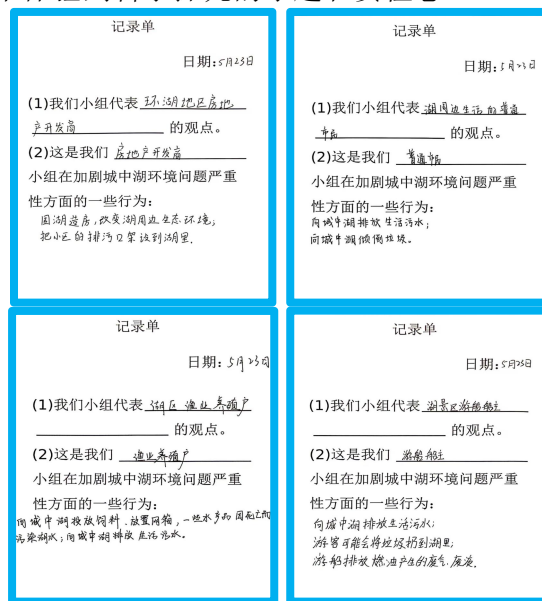 记录单
日期:5月23日
(1)我们小组代表 环湖地区房地
产开发商 的观点。
(2)这是我们 房地产开发商
小组在加剧城中湖环境问题严重
性方面的一些行为:
围湖造房,改变湖周边生态环境;
把小区的排污口架设到湖里.
记录单
日期:5月23日
(1)我们小组代表 湖周边生活的普通
市民 的观点。
(2)这是我们 普通市民
小组在加剧城中湖环境问题严重
性方面的一些行为:
向城中湖排放生活污水;
向城中湖倾倒垃圾。
记录单
日期:5月23日
(1)我们小组代表 湖区渔业养殖户
的观点。
(2)这是我们 渔业养殖户
小组在加剧城中湖环境问题严重
性方面的一些行为:
向城中湖投放饲料、放置网箱,一些水产品因死亡而
污染湖水;向城中湖排放生活污水。
记录单
日期:5月23日
(1)我们小组代表 湖景区游船船主
的观点。
(2)这是我们 游船船主
小组在加剧城中湖环境问题严重
性方面的一些行为:
向城中湖排放生活污水;
游客可能会将垃圾扔到湖里;
游船排放燃油产生的废气、废液.